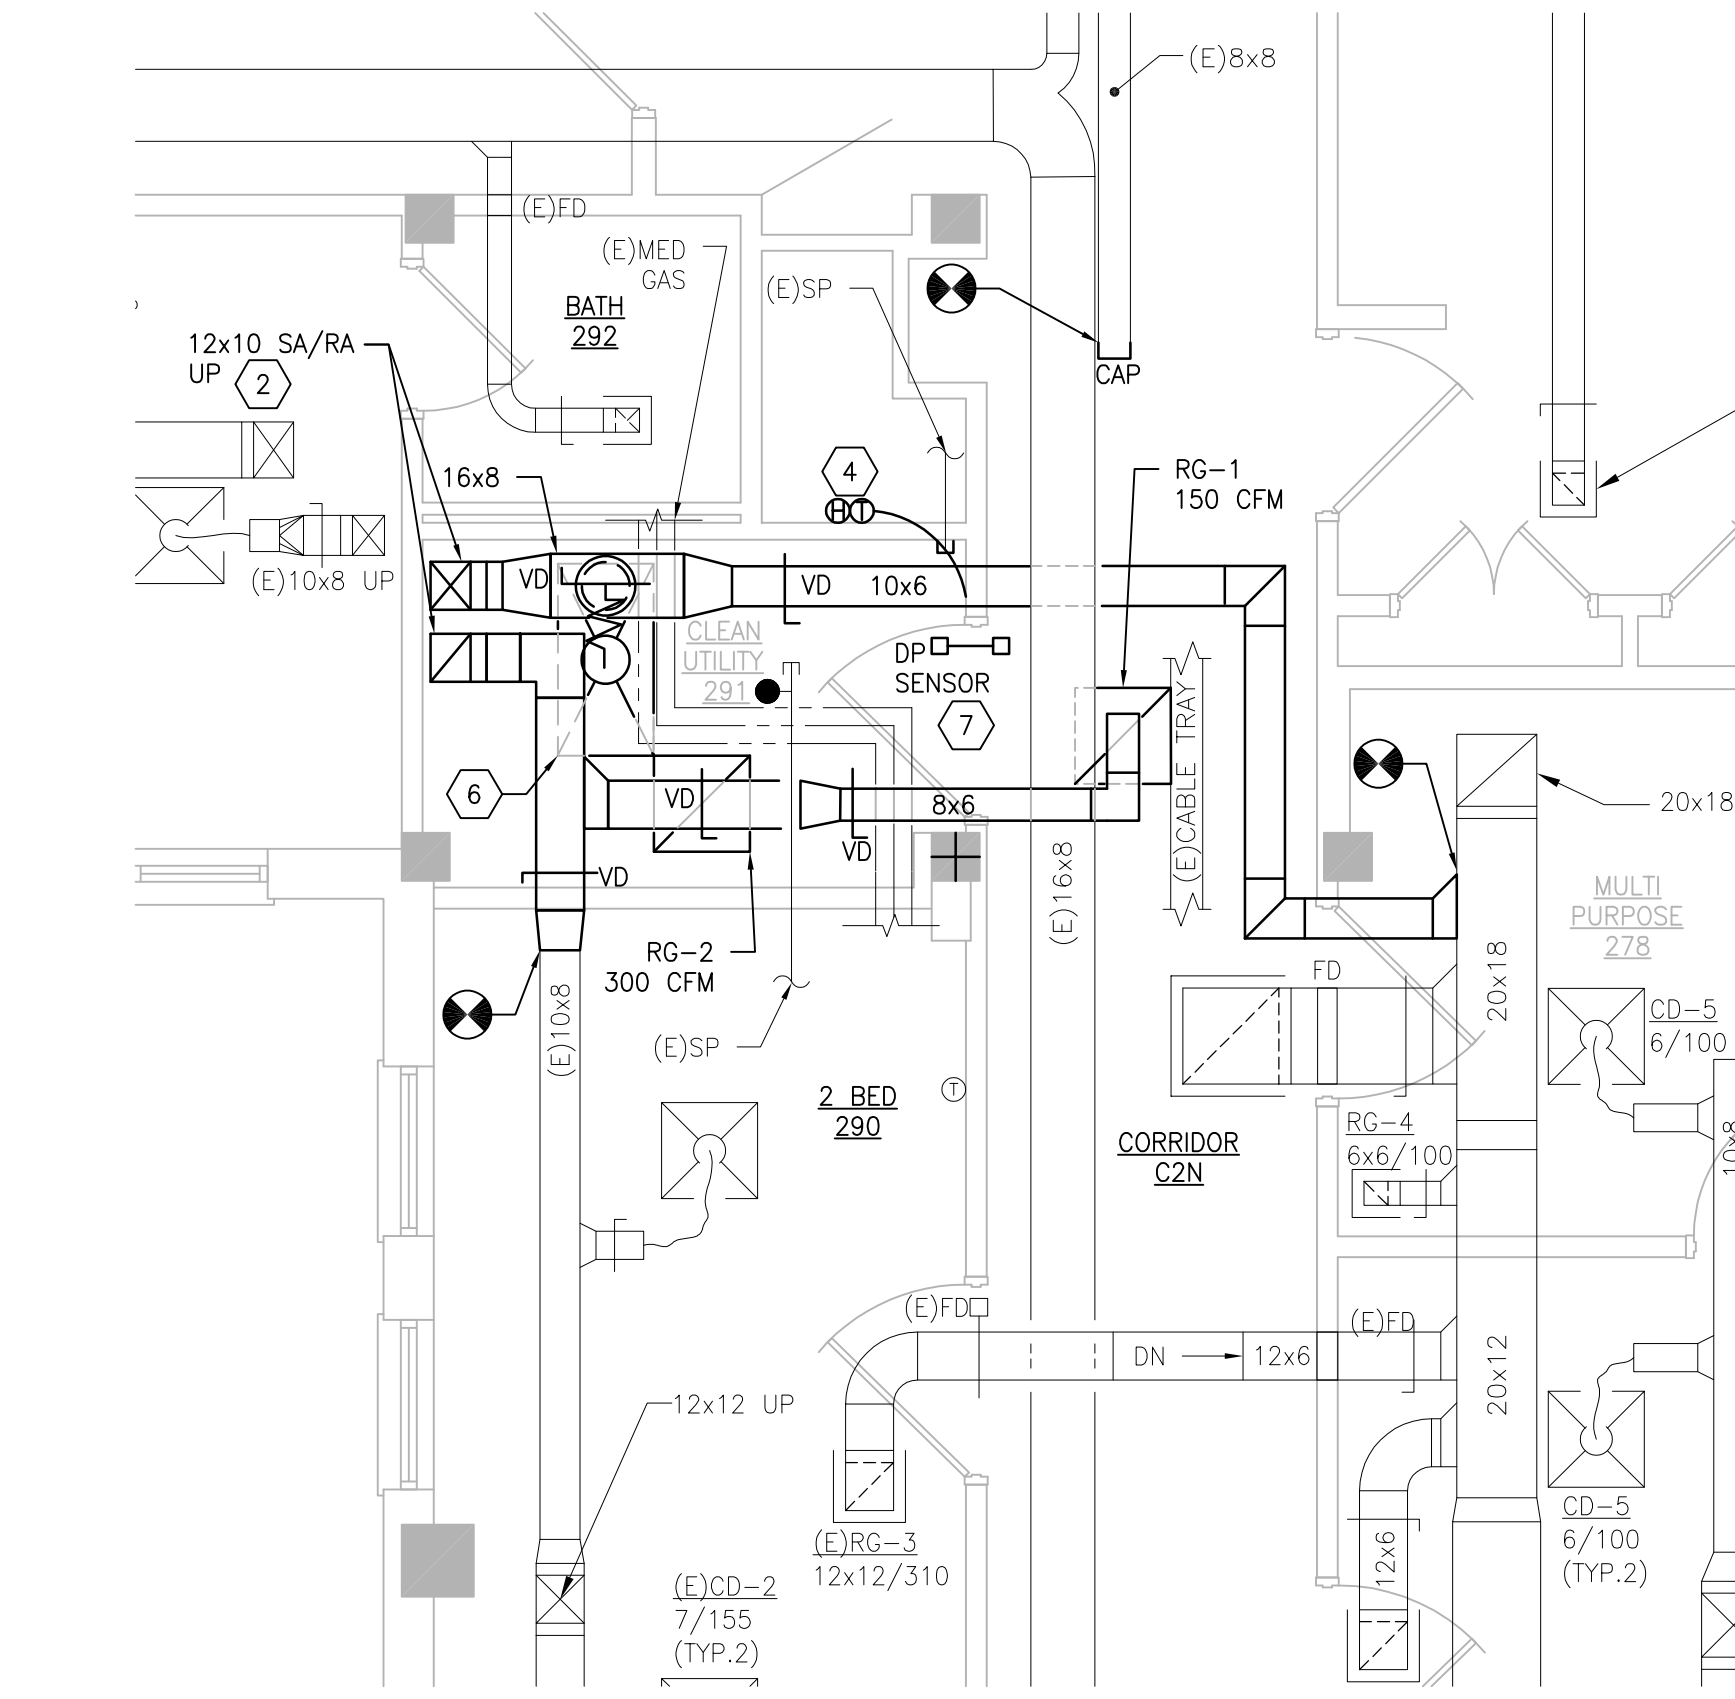 (E)8x8
(E)FD
(E)MED
GAS
(E)SP
BATH
292
12x10 SA/RA
UP
2
CAP
16x8
4
H
T
RG-1
150 CFM
(E)10x8 UP
VD
VD
10x6
CLEAN
UTILITY
291
DP
SENSOR
7
(E)CABLE TRAY
6
VD
8x6
VD
VD
20x18
(E)16x8
MULTI
PURPOSE
278
RG-2
300 CFM
(E)10x8
(E)SP
FD
20x18
CD-5
6/100
2 BED
290
T
CORRIDOR
C2N
RG-4
6x6/100
10x8
(E)FD
(E)FD
DN
12x6
20x12
12x12 UP
(E)RG-3
12x12/310
12x6
CD-5
6/100
(TYP.2)
(E)CD-2
7/155
(TYP.2)